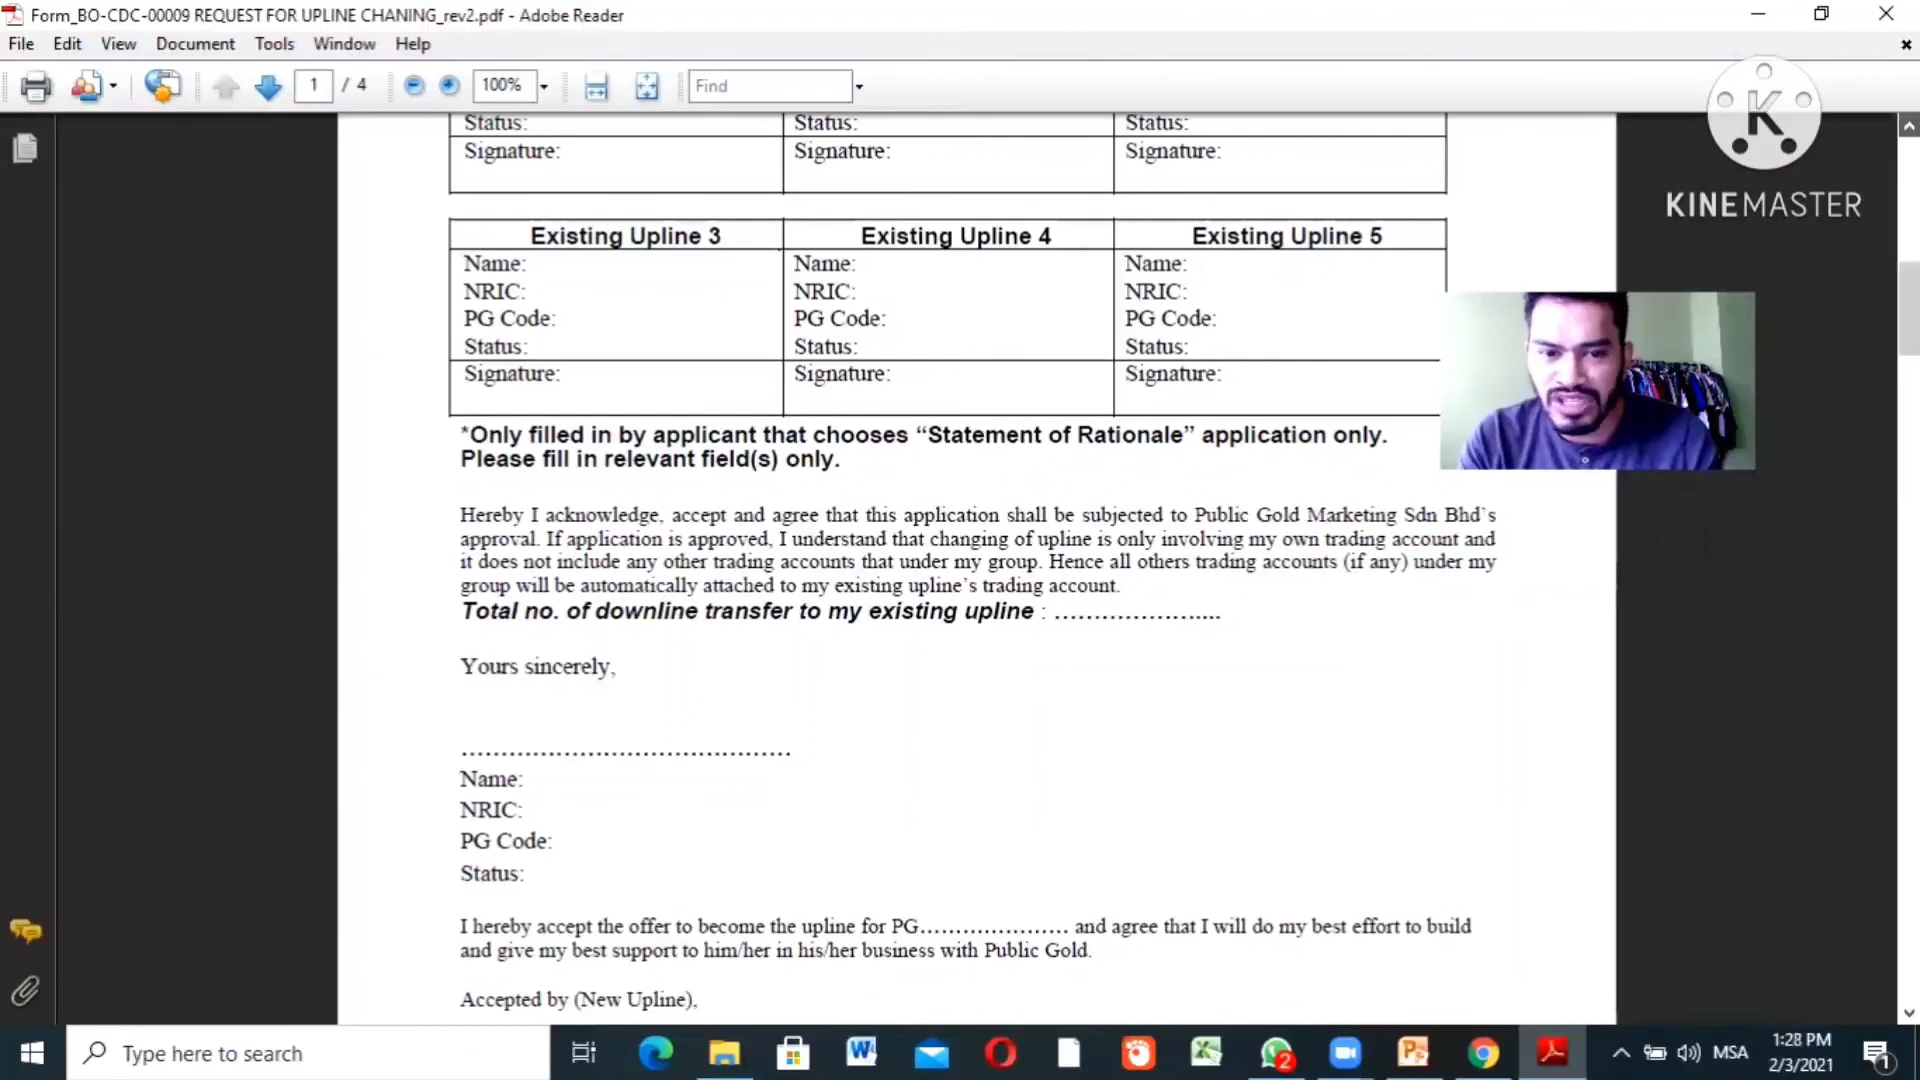 Form_BO-CDC-00009 REQUEST FOR UPLINE CHANING_rev2.pdf - Adobe Reader
File Edit View Document Tools Window Help
1 / 4 100% Find
K
KINEMASTER
Status: Status: Status:
Signature: Signature: Signature:
Existing Upline 3 Existing Upline 4 Existing Upline 5
Name: Name: Name:
NRIC: NRIC: NRIC:
PG Code: PG Code: PG Code:
Status: Status: Status:
Signature: Signature: Signature:
*Only filled in by applicant that chooses “Statement of Rationale” application only.
Please fill in relevant field(s) only.
Hereby I acknowledge, accept and agree that this application shall be subjected to Public Gold Marketing Sdn Bhd’s
approval. If application is approved, I understand that changing of upline is only involving my own trading account and
it does not include any other trading accounts that under my group. Hence all others trading accounts (if any) under my
group will be automatically attached to my existing upline’s trading account.
Total no. of downline transfer to my existing upline : ……………........
Yours sincerely,
…………………………………….
Name:
NRIC:
PG Code:
Status:
I hereby accept the offer to become the upline for PG………………… and agree that I will do my best effort to build
and give my best support to him/her in his/her business with Public Gold.
Accepted by (New Upline),
Type here to search
2
MSA
1:28 PM
2/3/2021
1